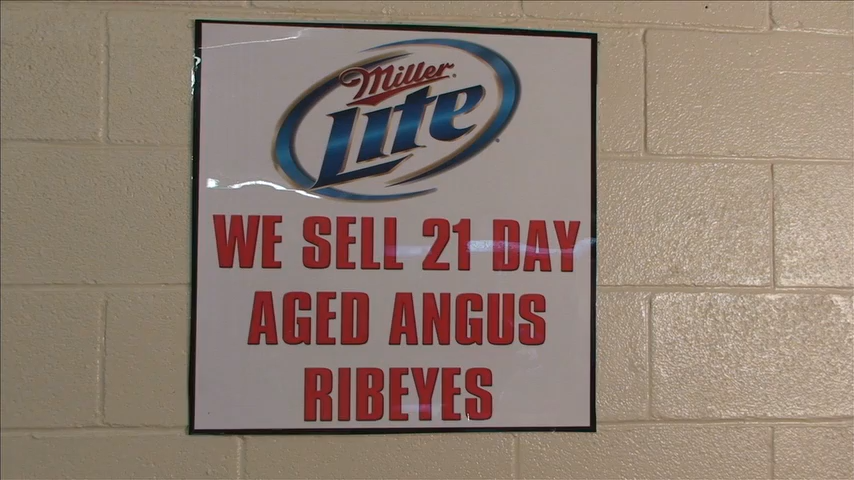 Miller
Lite
WE SELL 21 DAY
AGED ANGUS
RIBEYES